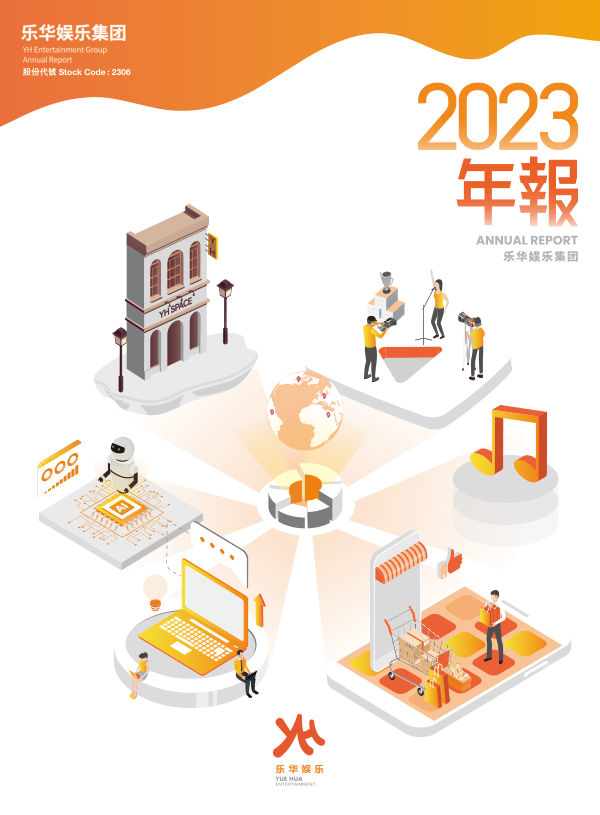 乐华娱乐集团
YH Entertainment Group
Annual Report
股份代號 Stock Code : 2306
2023
年報
ANNUAL REPORT
乐华娱乐集团
YH
YH SPACE
AI
乐华娱乐
YUE HUA
ENTERTAINMENT